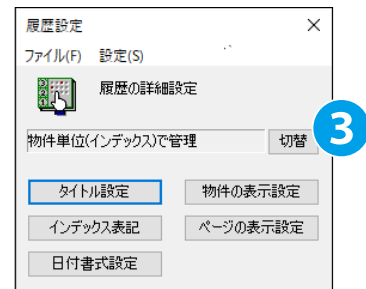 履歴設定
ファイル(F) 設定(S)
履歴の詳細設定
物件単位(インデックス)で管理 切替 3
タイトル設定 物件の表示設定
インデックス表記 ページの表示設定
日付書式設定